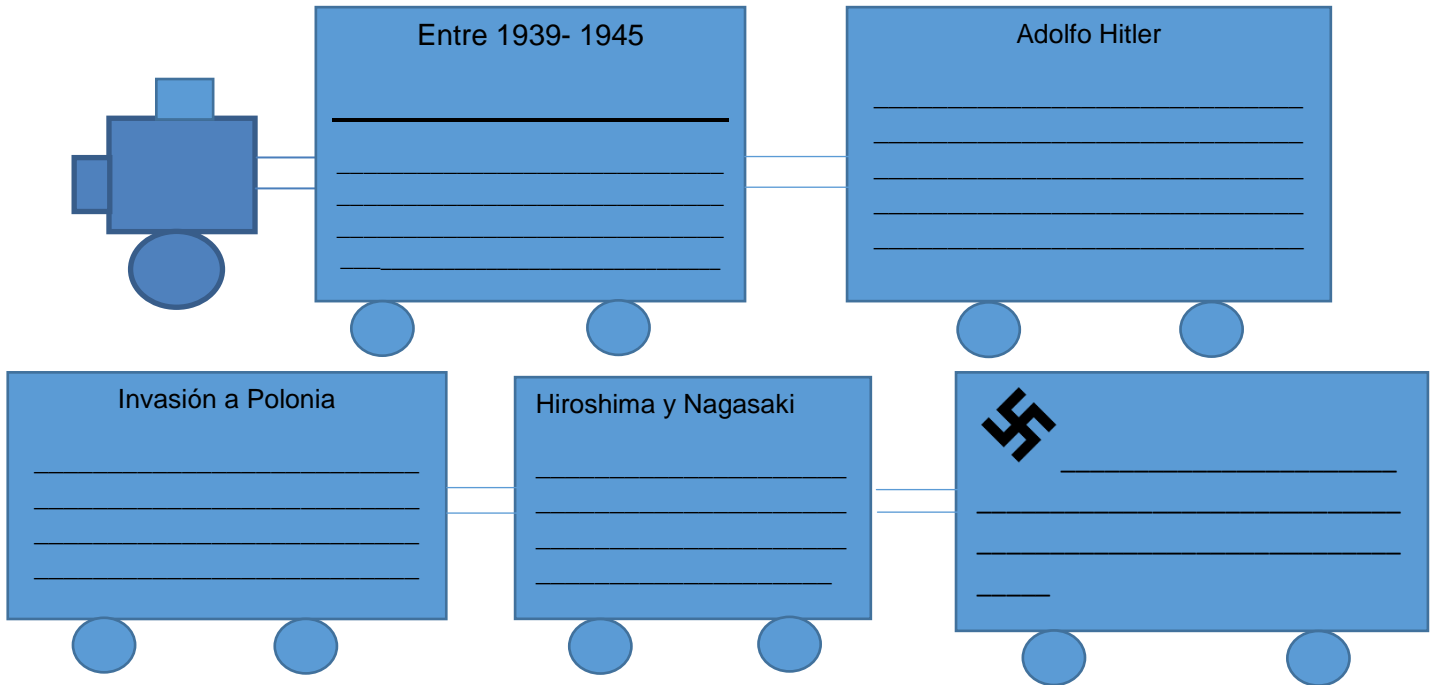 Entre 1939- 1945
Adolfo Hitler
Invasión a Polonia
Hiroshima y Nagasaki